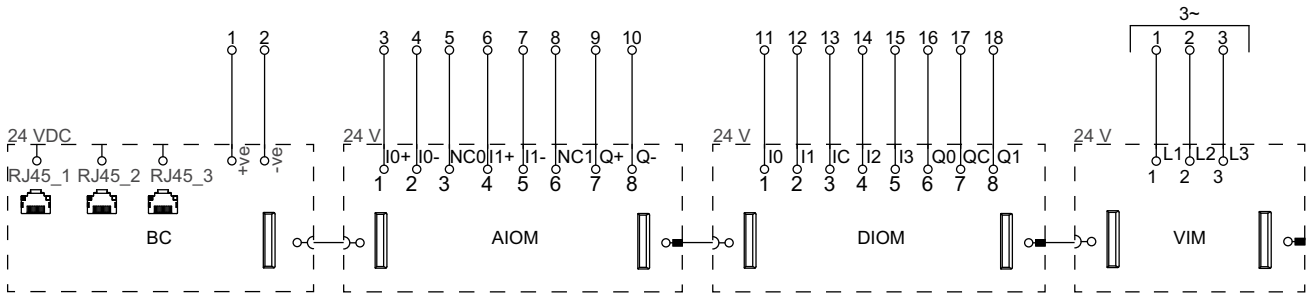 3~
1 2 3 4 5 6 7 8 9 10 11 12 13 14 15 16 17 18 1 2 3
24 VDC 24 V 24 V 24 V
+ve -ve I0+ I0- NC0 I1+ I1- NC1 Q+ Q- I0 I1 IC I2 I3 Q0 QC Q1 L1 L2 L3
RJ45_1 RJ45_2 RJ45_3 1 2 3 4 5 6 7 8 1 2 3 4 5 6 7 8 1 2 3
BC AIOM DIOM VIM